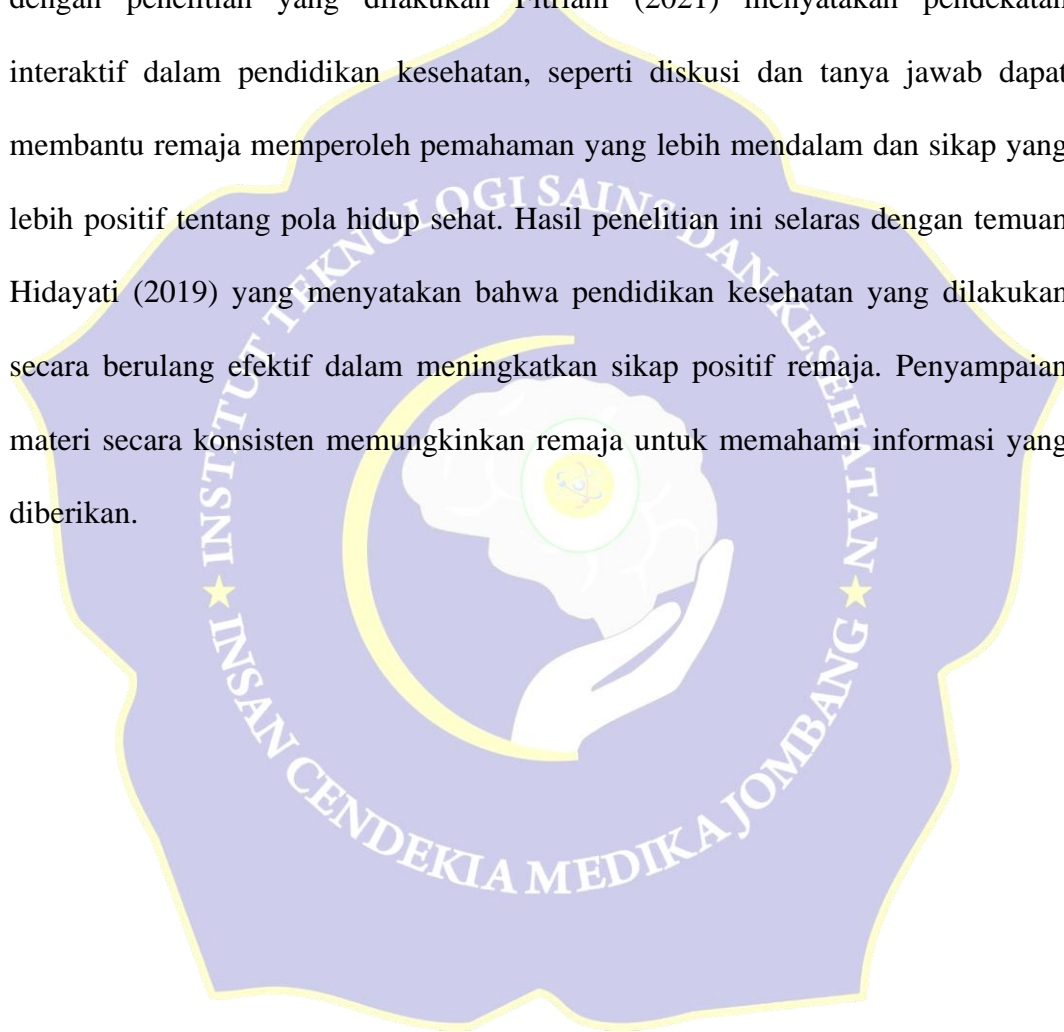 dengan penelitian yang dilakukan Fitriani (2021) menyatakan pendekatan
interaktif dalam pendidikan kesehatan, seperti diskusi dan tanya jawab dapat
membantu remaja memperoleh pemahaman yang lebih mendalam dan sikap yang
lebih positif tentang pola hidup sehat. Hasil penelitian ini selaras dengan temuan
Hidayati (2019) yang menyatakan bahwa pendidikan kesehatan yang dilakukan
secara berulang efektif dalam meningkatkan sikap positif remaja. Penyampaian
materi secara konsisten memungkinkan remaja untuk memahami informasi yang
diberikan.
INSTITUT TEKNOLOGI SAINS DAN KESEHATAN
INSAN CENDEKIA MEDIKA JOMBANG